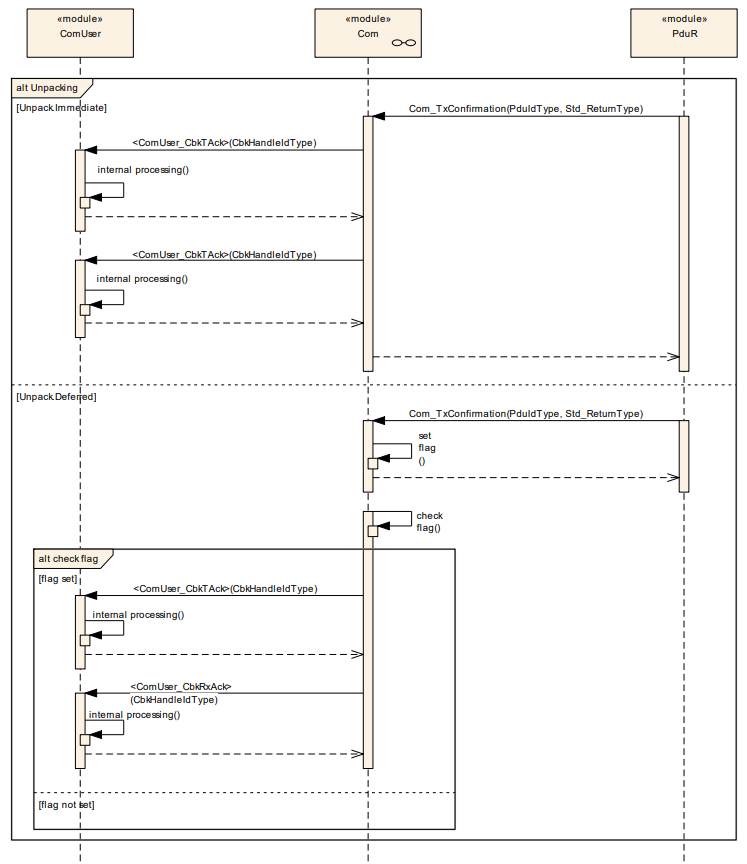 «module»
ComUser
«module»
Com
«module»
PduR
alt Unpacking
[Unpack.Immediate]
Com_TxConfirmation(PduIdType, Std_ReturnType)
<ComUser_CbkTAck>(CbkHandleIdType)
internal processing()
<ComUser_CbkTAck>(CbkHandleIdType)
internal processing()
[Unpack.Deferred]
Com_TxConfirmation(PduIdType, Std_ReturnType)
set
flag
()
check
flag()
alt check flag
[flag set]
<ComUser_CbkTAck>(CbkHandleIdType)
internal processing()
<ComUser_CbkRxAck>
(CbkHandleIdType)
internal processing()
[flag not set]